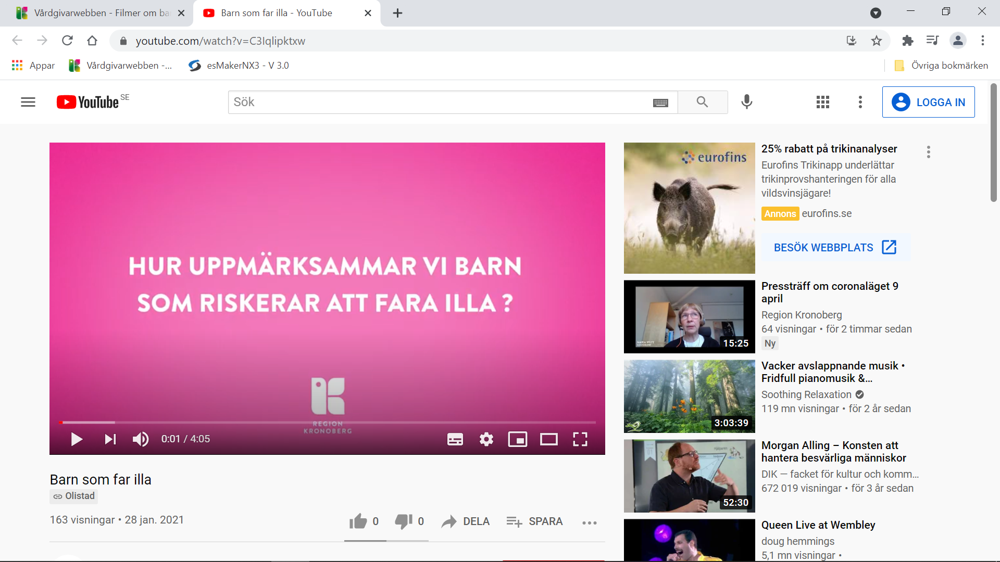 Vårdgivarwebben - Filmer om ba
Barn som far illa - YouTube
youtube.com/watch?v=C3Iqlipktxw
Appar
Vårdgivarwebben -...
esMakerNX3 - V 3.0
Övriga bokmärken
YouTube SE
Sök
LOGGA IN
HUR UPPMÄRKSAMMAR VI BARN
SOM RISKERAR ATT FARA ILLA ?
REGION
KRONOBERG
0:01 / 4:05
Barn som far illa
Olistad
163 visningar • 28 jan. 2021
0
0
DELA
SPARA
eurofins
25% rabatt på trikinanalyser
Eurofins Trikinapp underlättar
trikinprovshanteringen för alla
vildsvinsjägare!
Annons eurofins.se
BESÖK WEBBPLATS
15:25
Pressträff om coronaläget 9
april
Region Kronoberg
64 visningar • för 2 timmar sedan
Ny
3:03:39
Vacker avslappnande musik •
Fridfull pianomusik &...
Soothing Relaxation
119 mn visningar • för 2 år sedan
52:30
Morgan Alling – Konsten att
hantera besvärliga människor
DIK — facket för kultur och komm...
672 019 visningar • för 3 år sedan
Queen Live at Wembley
doug hemmings
5,1 mn visningar •